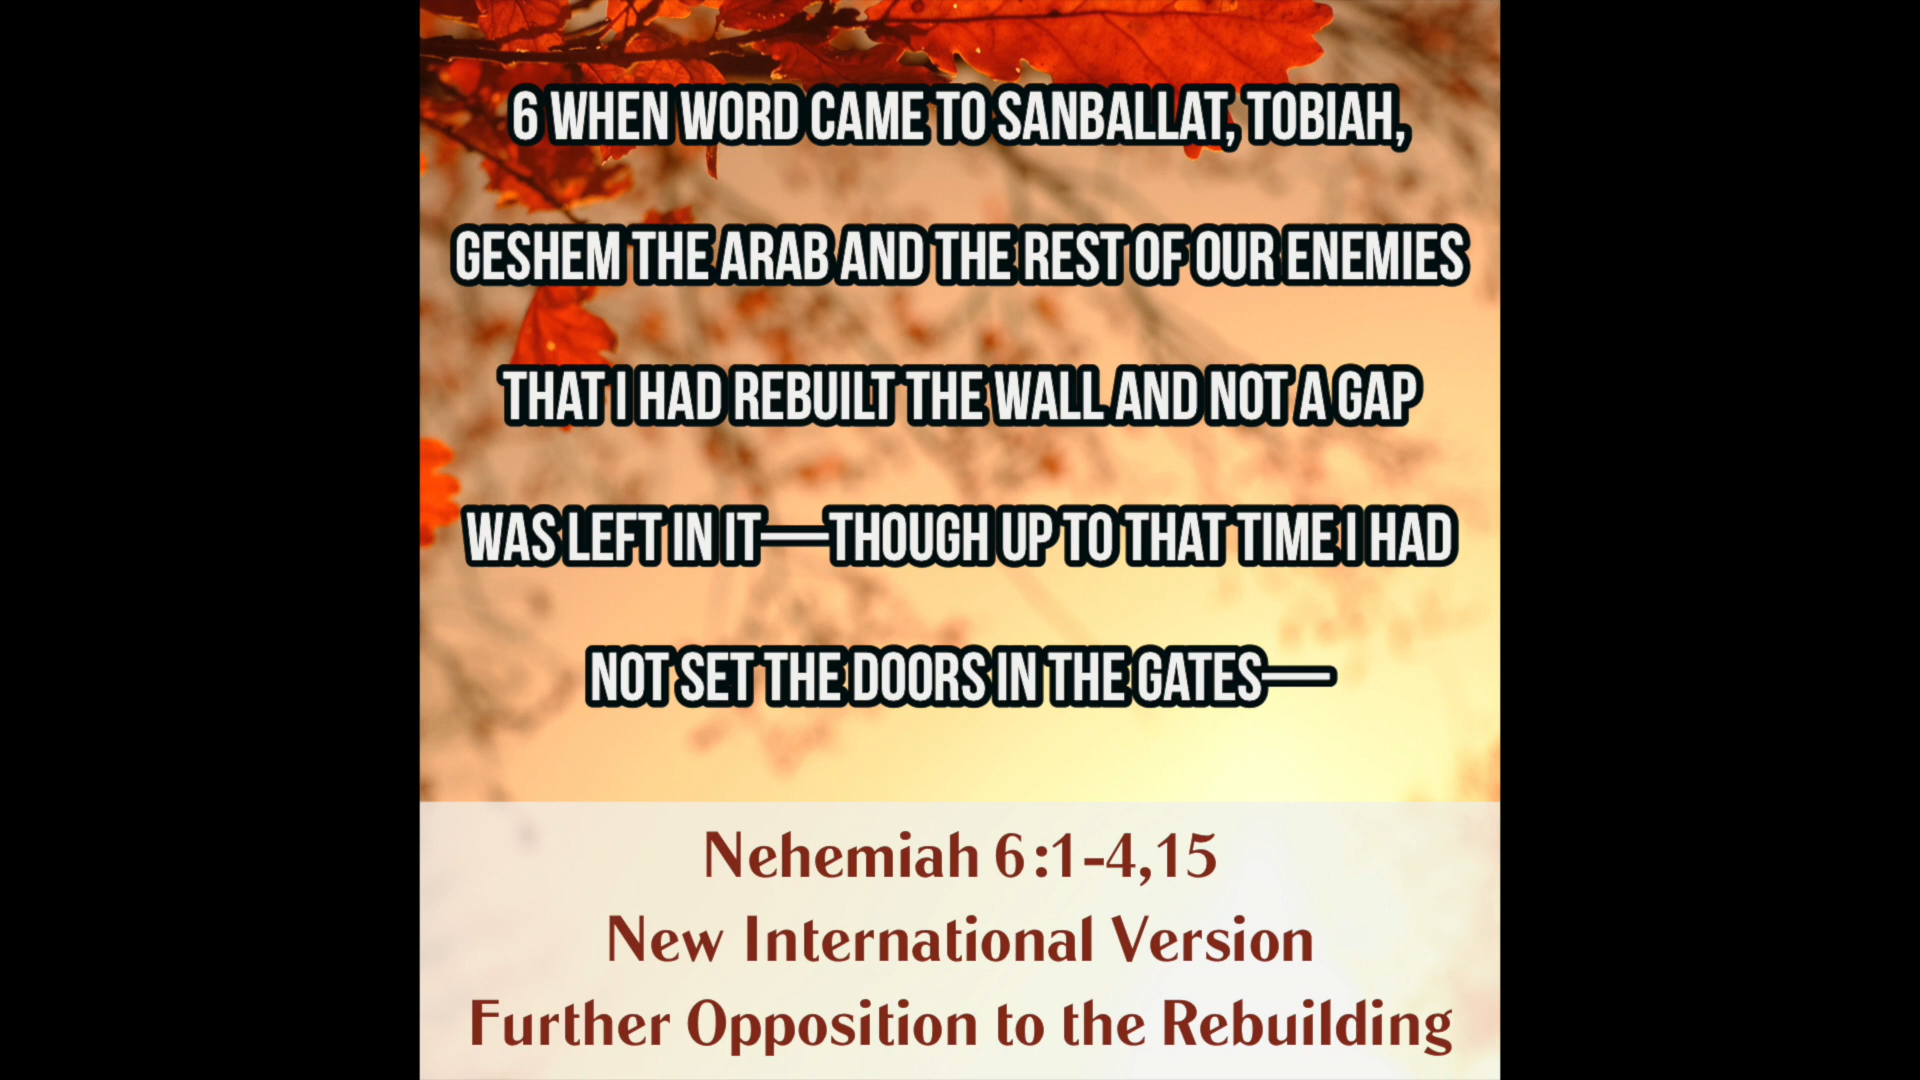 6 WHEN WORD CAME TO SANBALLAT, TOBIAH,
GESHEM THE ARAB AND THE REST OF OUR ENEMIES
THAT I HAD REBUILT THE WALL AND NOT A GAP
WAS LEFT IN IT—THOUGH UP TO THAT TIME I HAD
NOT SET THE DOORS IN THE GATES—
Nehemiah 6:1-4,15
New International Version
Further Opposition to the Rebuilding